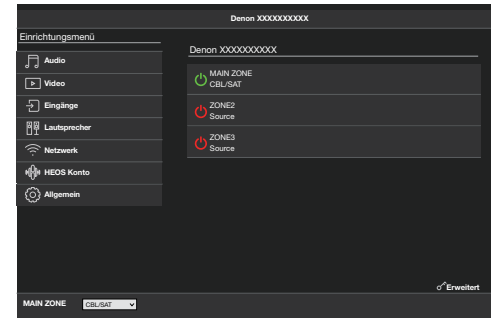 Denon XXXXXXXXXX
Einrichtungsmenü
Audio
Video
Eingänge
Lautsprecher
Netzwerk
HEOS Konto
Allgemein
Denon XXXXXXXXXX
MAIN ZONE
CBL/SAT
ZONE2
Source
ZONE3
Source
Erweitert
MAIN ZONE CBL/SAT